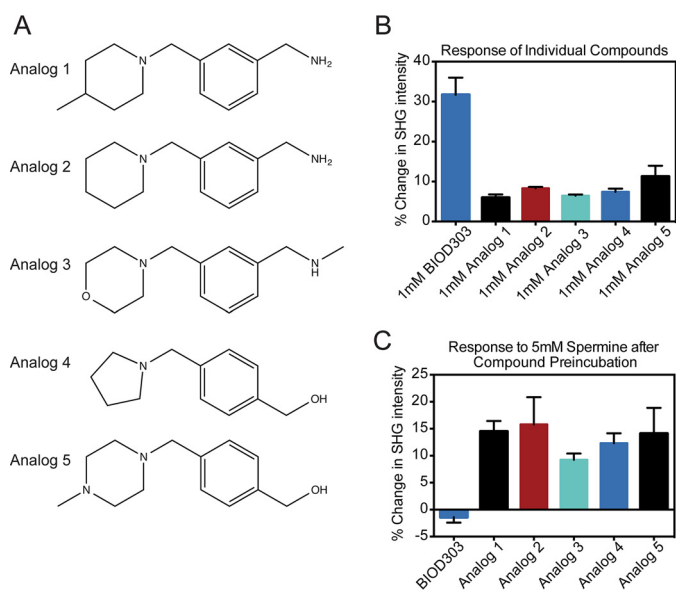 A
Analog 1
N
NH2
Analog 2
N
NH2
Analog 3
N
O
N
H
Analog 4
N
OH
Analog 5
N
N
OH
B
Response of Individual Compounds
% Change in SHG intensity
40
30
20
10
0
1mM BIOD303
1mM Analog 1
1mM Analog 2
1mM Analog 3
1mM Analog 4
1mM Analog 5
C
Response to 5mM Spermine after
Compound Preincubation
% Change in SHG intensity
25
20
15
10
5
0
-5
BIOD303
Analog 1
Analog 2
Analog 3
Analog 4
Analog 5